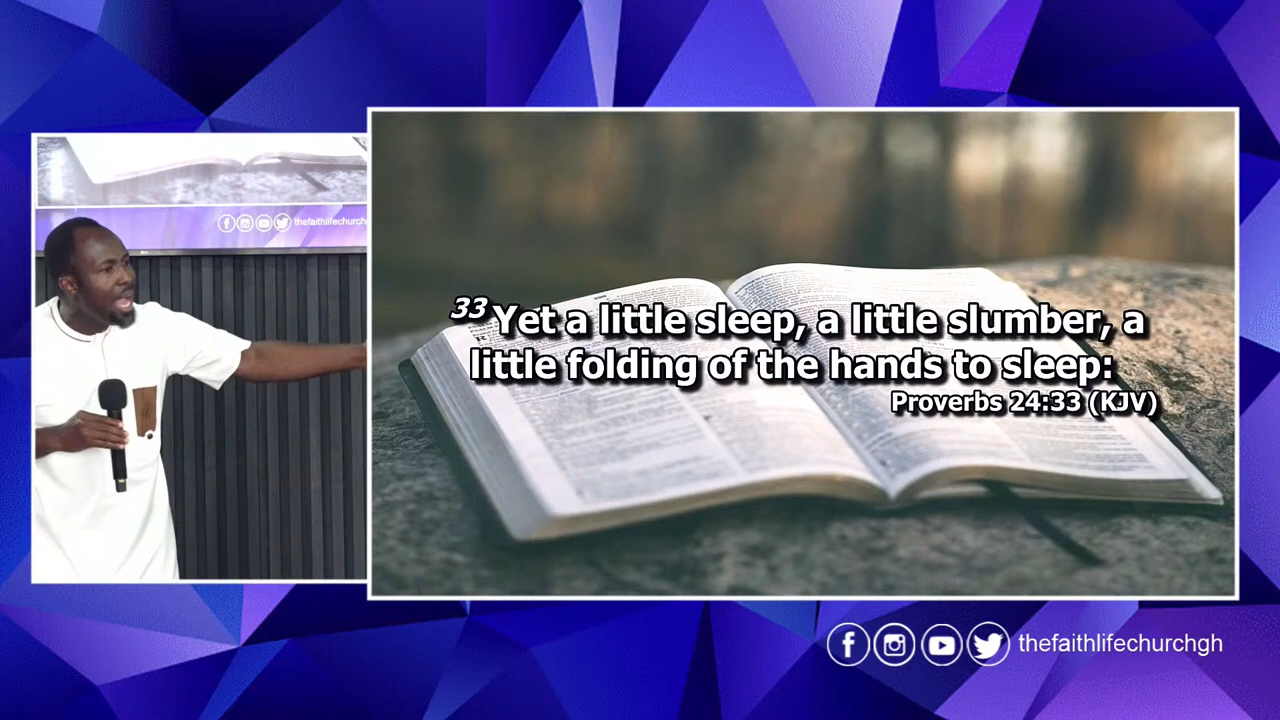 thefaithlifechurch
33 Yet a little sleep, a little slumber, a
little folding of the hands to sleep:
Proverbs 24:33 (KJV)
thefaithlifechurchgh